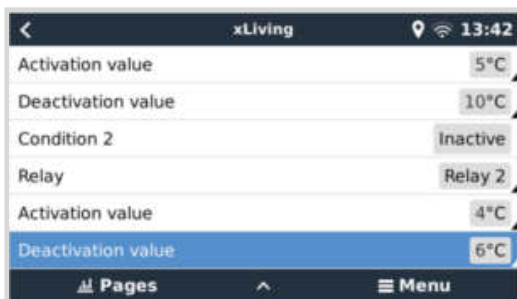 xLiving 13:42
Activation value 5°C
Deactivation value 10°C
Condition 2 Inactive
Relay Relay 2
Activation value 4°C
Deactivation value 6°C
Pages Menu